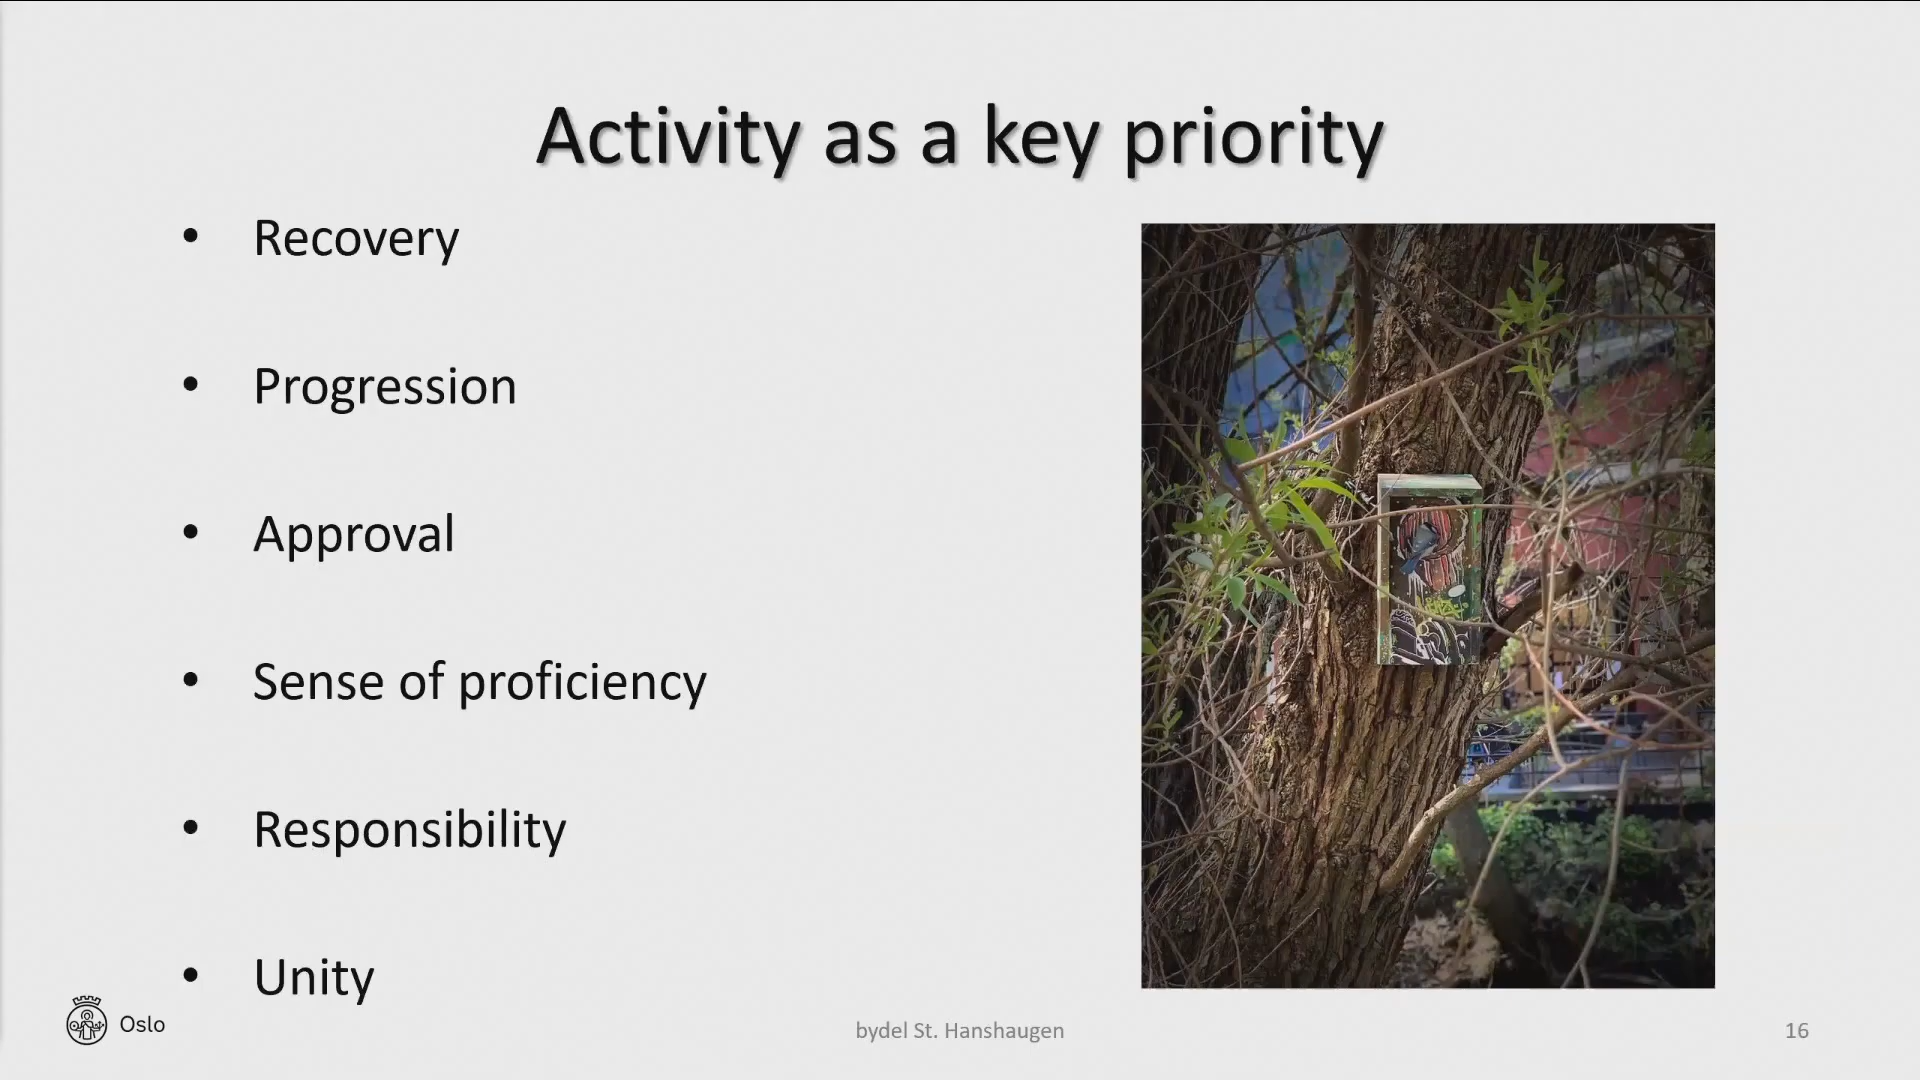 Activity as a key priority
• Recovery
• Progression
• Approval
• Sense of proficiency
• Responsibility
• Unity
Oslo
bydel St. Hanshaugen
16